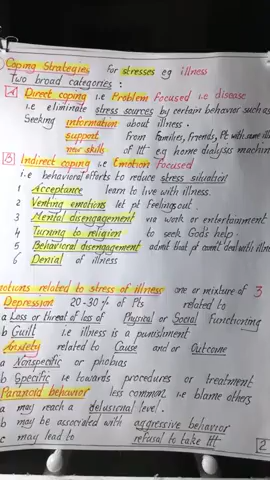 Coping Strategies For stresses eg illness
Two broad categories :
A Direct coping i.e Problem Focused i.e disease
i.e eliminate stress sources by certain behavior such as
Seeking information about illness.
support from Families, Friends, Pt with same
new skills of ttt eg home dialysis machin
B Indirect coping i.e Emotion focused
i.e behavioral efforts to reduce stress situation
1 Acceptance learn to live with illness.
2 Venting emotions let pt Feelings out.
3 Mental disengagement via work or entertainment
4 Turning to religion to seek God's help.
5 Behavioral disengagement admit that pt can't deal with
6 Denial of illness
motions related to stress of illness one or mixture of 3
Depression 20-30% of Pts related to
a Loss or threat of loss of Physical or Social Functioning
b Guilt i.e illness is a punishment
Anxiety related to Cause and/or Outcome
a Nonspecific or phobias
b Specific i.e towards procedures or treatment
Paranoid behavior less common i.e blame others
a may reach a delusional level.
b may be associated with aggressive behavior
c may lead to refusal to take ttt
2